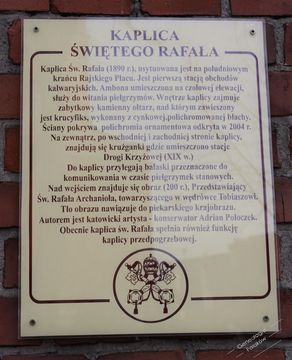 KAPLICA
ŚWIĘTEGO RAFAŁA
Kaplica Św. Rafała (1890 r.), usytuowana jest na południowym
krańcu Rajskiego Placu. Jest pierwszą stacją obchodów
kalwaryjskich. Ambona umieszczona na czołowej elewacji,
służy do witania pielgrzymów. Wnętrze kaplicy zajmuje
zabytkowy kamienny ołtarz, nad którym zawieszony
jest krucyfiks, wykonany z cynkowej,polichromowanej blachy.
Ściany pokrywa polichromia ornamentowa odkryta w 2004 r.
Na zewnątrz, po wschodniej i zachodniej stronie kaplicy,
znajdują się krużganki gdzie umieszczono stacje
Drogi Krzyżowej (XIX w.)
Do kaplicy przylegają balaski przeznaczone do
komunikowania w czasie pielgrzymek stanowych.
Nad wejściem znajduje się obraz (200 r.), Przedstawiający
Św. Rafała Archanioła, towarzyszącego w wędrówce Tobiaszowi.
Tło obrazu nawiązuje do piekarskiego krajobrazu.
Autorem jest katowicki artysta - konserwator Adrian Połoczek.
Obecnie kaplica św. Rafała spełnia również funkcję
kaplicy przedpogrzebowej.